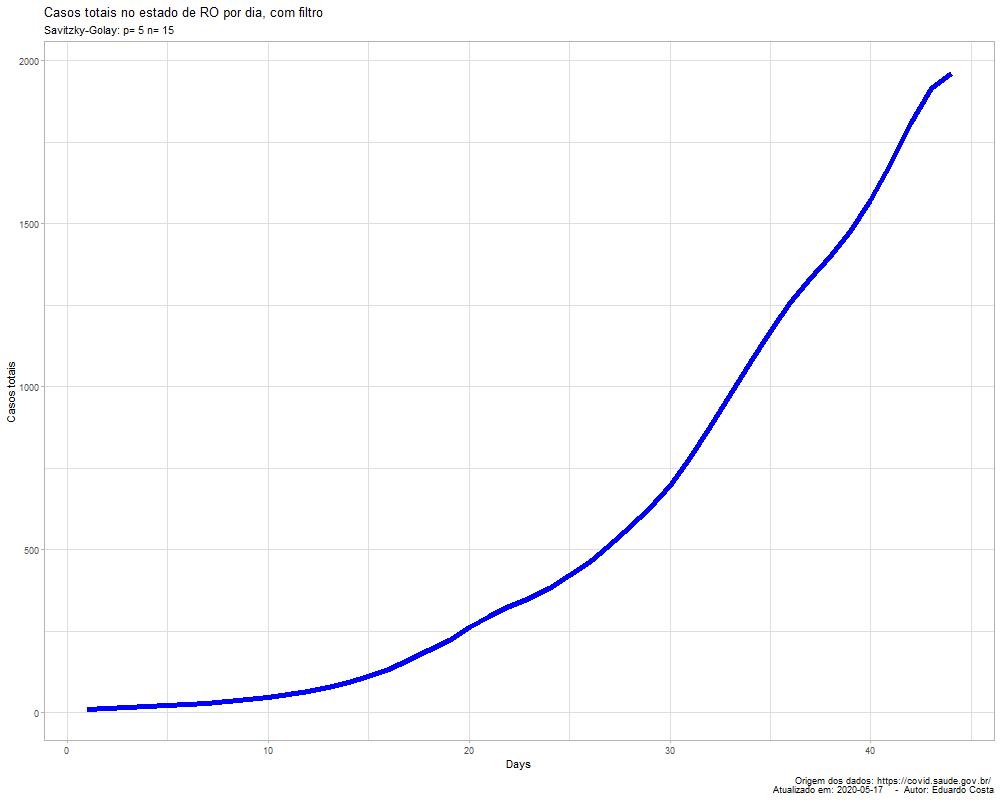 Casos totais no estado de RO por dia, com filtro
Savitzky-Golay: p= 5 n= 15
2000
1500
1000
500
0
Casos totais
0 10 20 30 40
Days
Origem dos dados: https://covid.saude.gov.br/
Atualizado em: 2020-05-17 - Autor: Eduardo Costa